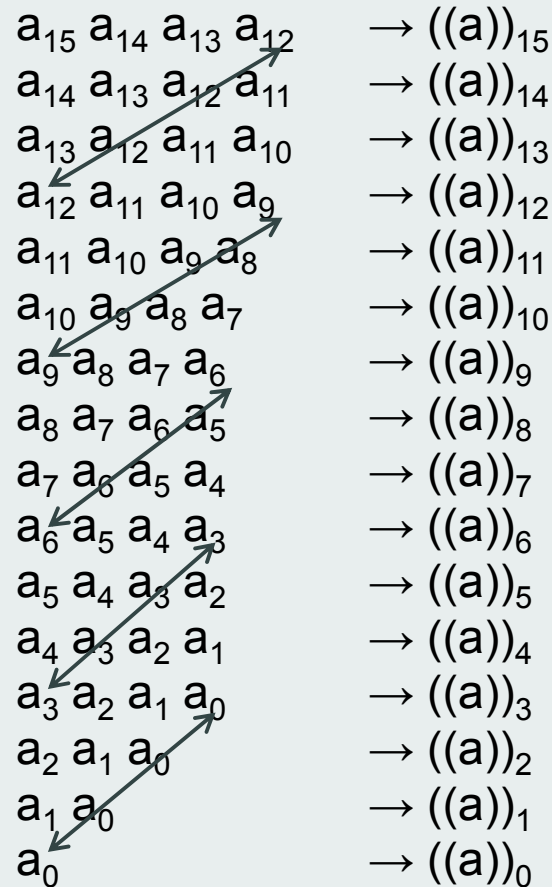 a₁₅ a₁₄ a₁₃ a₁₂ → ((a))₁₅
a₁₄ a₁₃ a₁₂ a₁₁ → ((a))₁₄
a₁₃ a₁₂ a₁₁ a₁₀ → ((a))₁₃
a₁₂ a₁₁ a₁₀ a₉ → ((a))₁₂
a₁₁ a₁₀ a₉ a₈ → ((a))₁₁
a₁₀ a₉ a₈ a₇ → ((a))₁₀
a₉ a₈ a₇ a₆ → ((a))₉
a₈ a₇ a₆ a₅ → ((a))₈
a₇ a₆ a₅ a₄ → ((a))₇
a₆ a₅ a₄ a₃ → ((a))₆
a₅ a₄ a₃ a₂ → ((a))₅
a₄ a₃ a₂ a₁ → ((a))₄
a₃ a₂ a₁ a₀ → ((a))₃
a₂ a₁ a₀ → ((a))₂
a₁ a₀ → ((a))₁
a₀ → ((a))₀